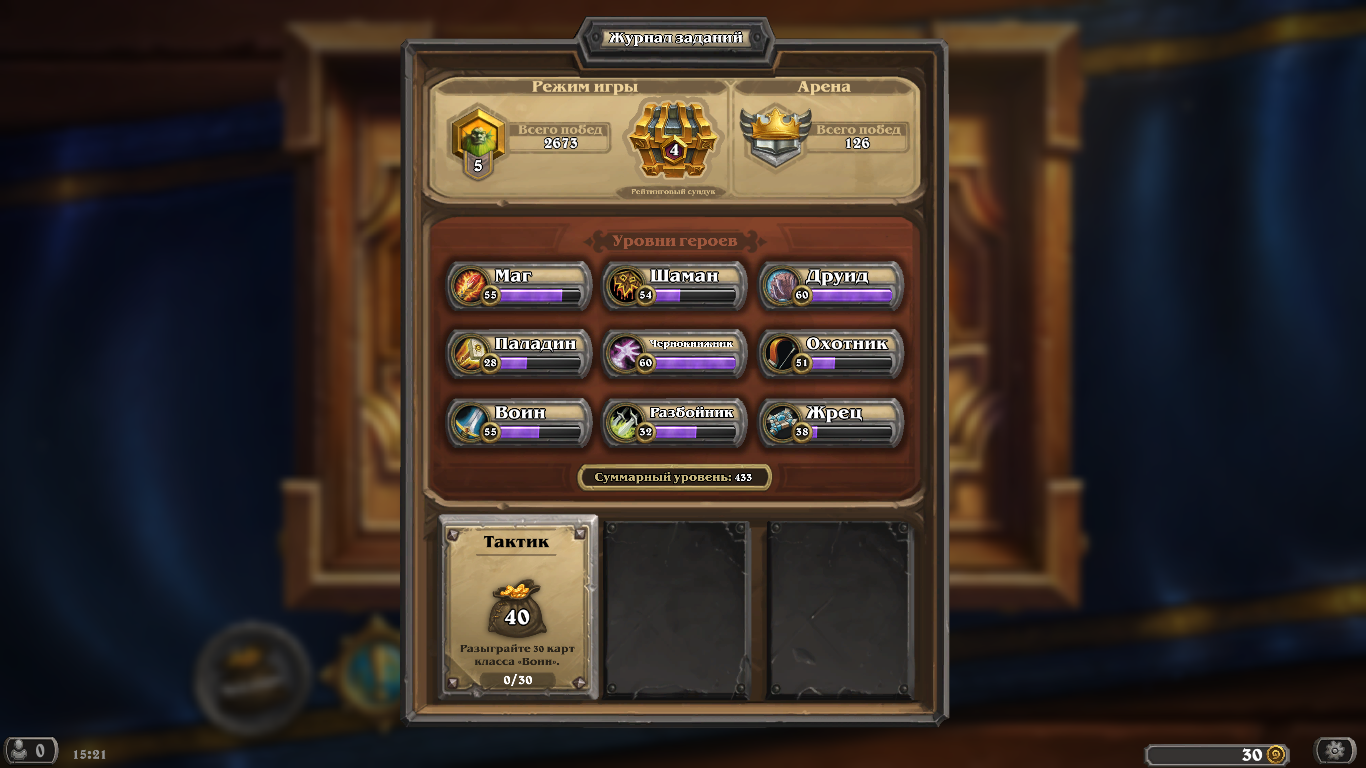 Журнал заданий
Режим игры
Арена
Всего побед
2673
5
4
Рейтинговый сундук
Всего побед
126
Уровни героев
Маг
55
Шаман
54
Друид
60
Паладин
28
Чернокнижник
60
Охотник
51
Воин
55
Разбойник
32
Жрец
38
Суммарный уровень: 433
Тактик
40
Разыграйте 30 карт
класса «Воин».
0/30
0
15:21
30